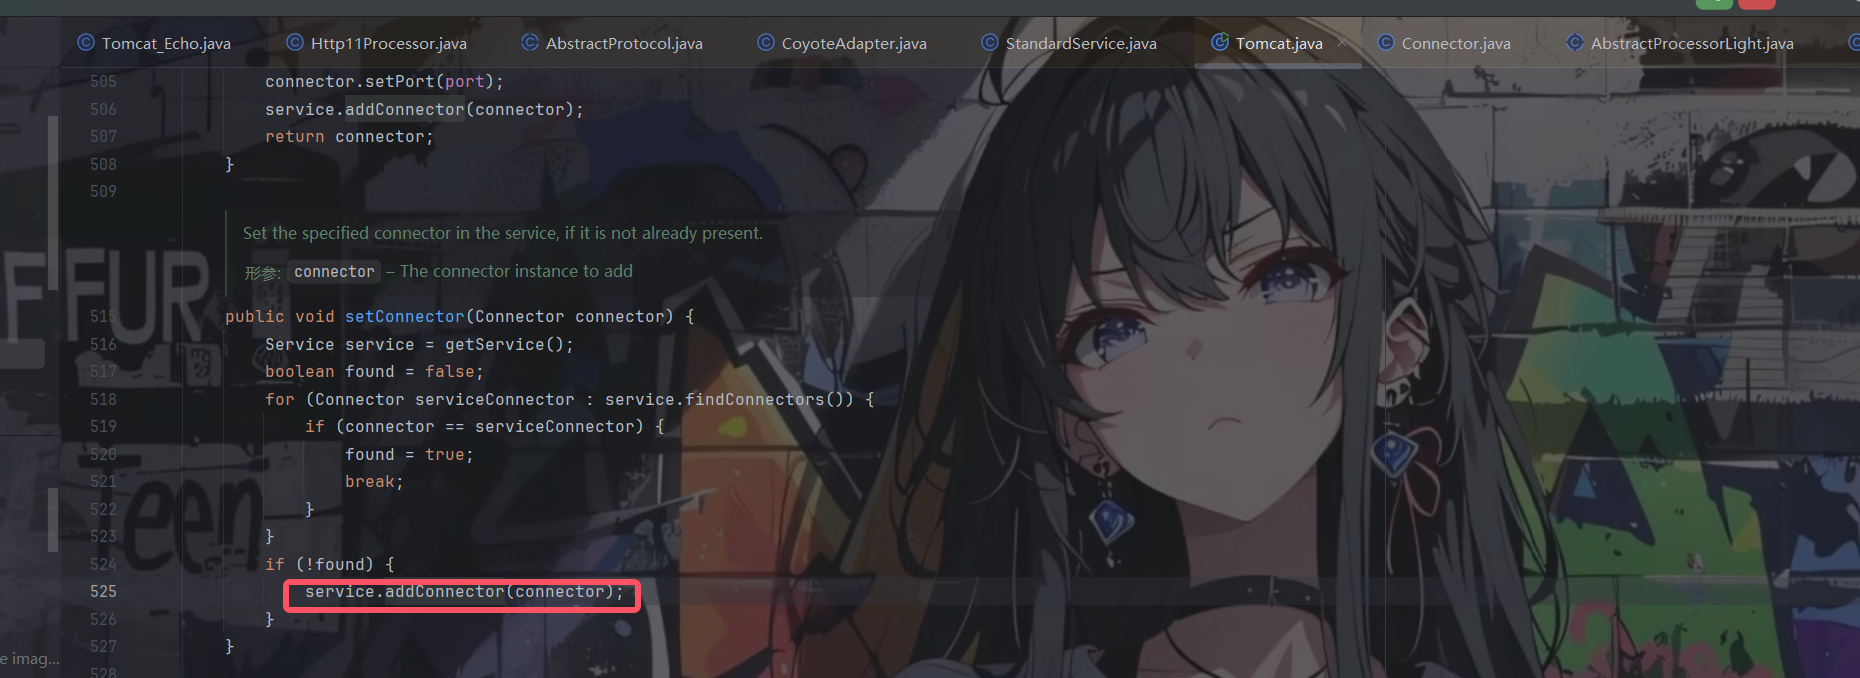 Tomcat_Echo.java Http11Processor.java AbstractProtocol.java CoyoteAdapter.java StandardService.java Tomcat.java Connector.java AbstractProcessorLight.java
505 connector.setPort(port);
506 service.addConnector(connector);
507 return connector;
508 }
509
Set the specified connector in the service, if it is not already present.
形参: connector – The connector instance to add
515 public void setConnector(Connector connector) {
516 Service service = getService();
517 boolean found = false;
518 for (Connector serviceConnector : service.findConnectors()) {
519 if (connector == serviceConnector) {
520 found = true;
521 break;
522 }
523 }
524 if (!found) {
525 service.addConnector(connector);
526 }
527 }
528
e imag...
FUR
Teen